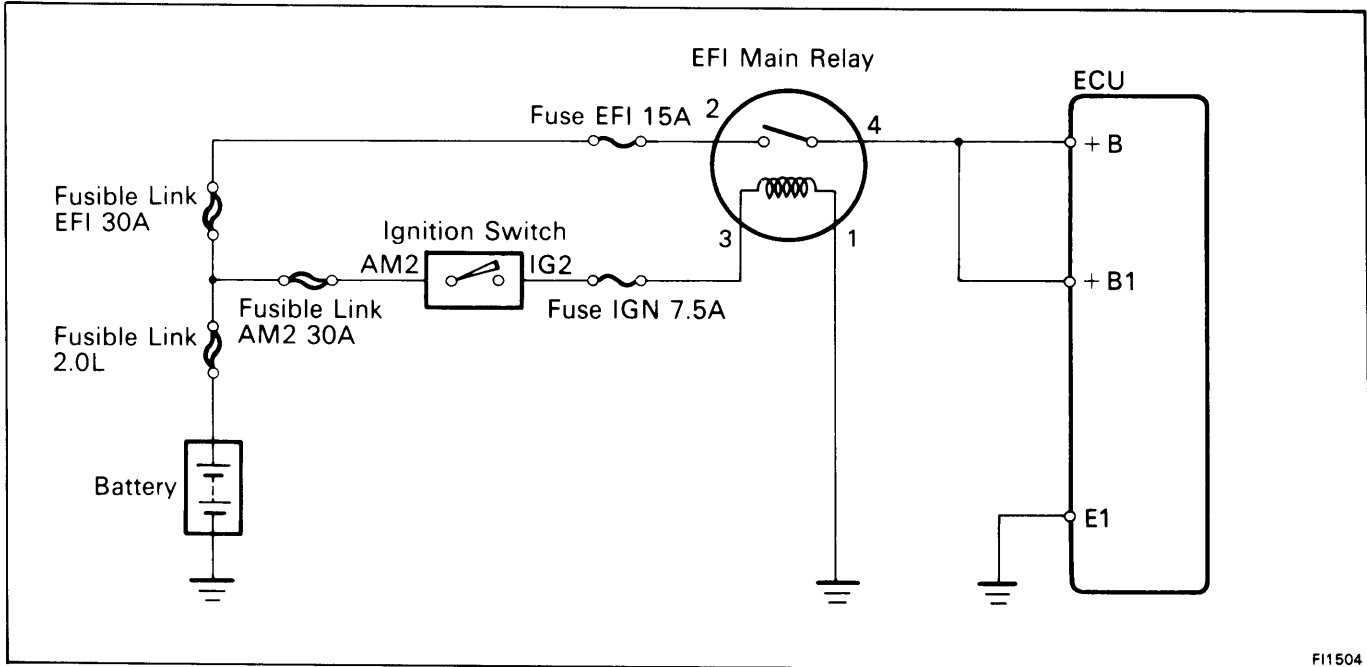 EFI Main Relay
ECU
Fuse EFI 15A
2
4
+B
Fusible Link
EFI 30A
Ignition Switch
AM2
IG2
3
1
+B1
Fusible Link
AM2 30A
Fuse IGN 7.5A
Fusible Link
2.0L
Battery
E1
FI1504